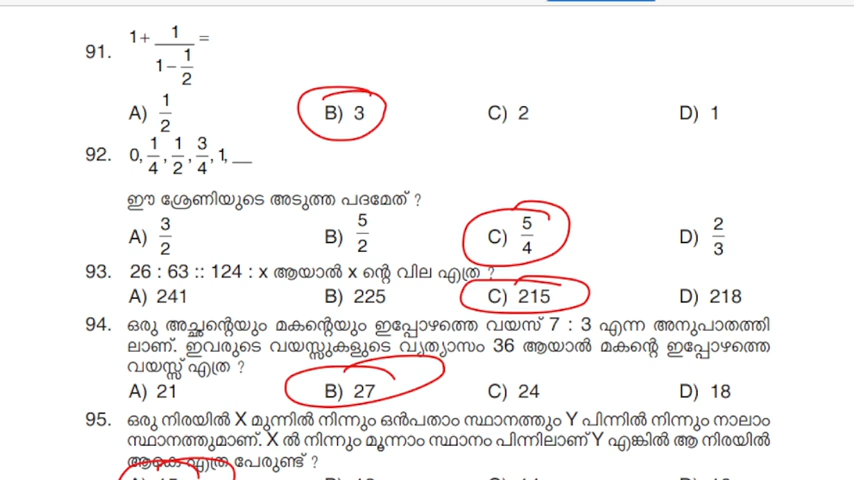 91. 1 + 1/(1 – 1/2) =
A) 1/2 B) 3 C) 2 D) 1
92. 0, 1/4, 1/2, 3/4, 1, __
ഈ ശ്രേണിയുടെ അടുത്ത പദമേത് ?
A) 3/2 B) 5/2 C) 5/4 D) 2/3
93. 26 : 63 :: 124 : x ആയാൽ x ന്റെ വില എത്ര ?
A) 241 B) 225 C) 215 D) 218
94. ഒരു അച്ഛന്റെയും മകന്റെയും ഇപ്പോഴത്തെ വയസ് 7 : 3 എന്ന അനുപാതത്തി
ലാണ്. ഇവരുടെ വയസ്സുകളുടെ വ്യത്യാസം 36 ആയാൽ മകന്റെ ഇപ്പോഴത്തെ
വയസ്സ് എത്ര ?
A) 21 B) 27 C) 24 D) 18
95. ഒരു നിരയിൽ X മുന്നിൽ നിന്നും ഒൻപതാം സ്ഥാനത്തും Y പിന്നിൽ നിന്നും നാലാം
സ്ഥാനത്തുമാണ്. X ൽ നിന്നും മൂന്നാം സ്ഥാനം പിന്നിലാണ് Y എങ്കിൽ ആ നിരയിൽ
ആകെ എത്ര പേരുണ്ട് ?